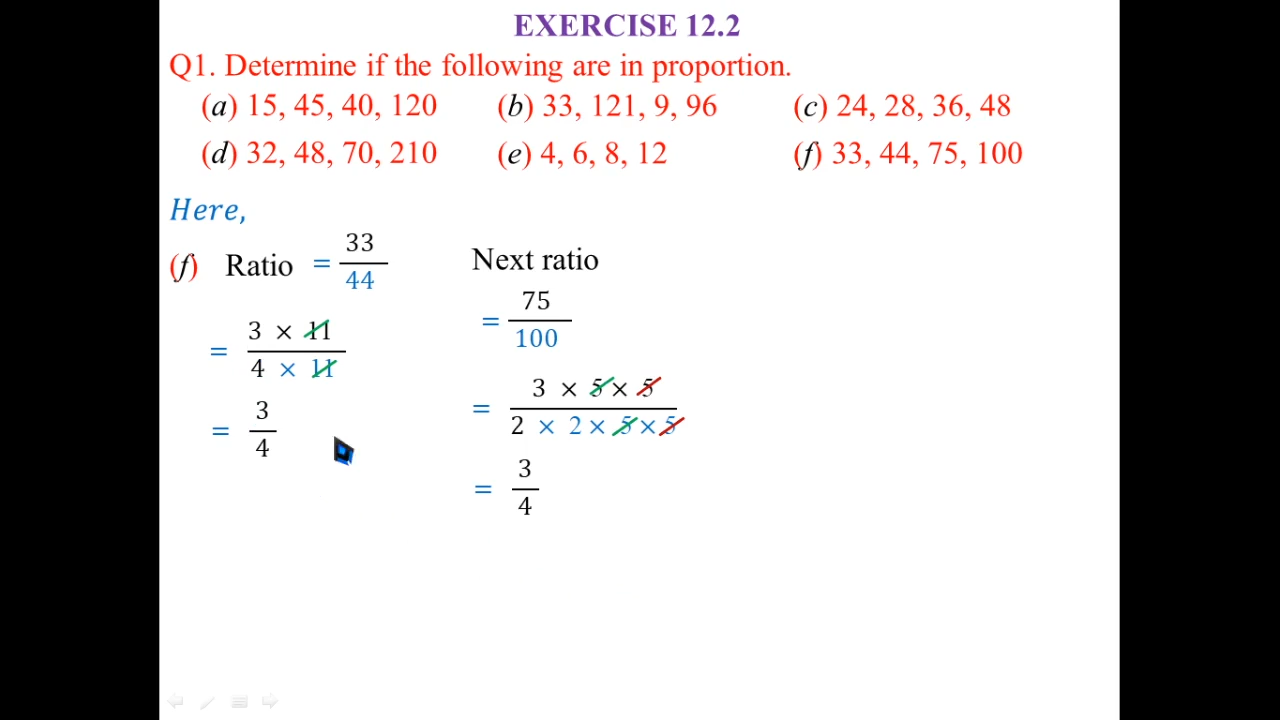 EXERCISE 12.2
Q1. Determine if the following are in proportion.
(a) 15, 45, 40, 120 (b) 33, 121, 9, 96 (c) 24, 28, 36, 48
(d) 32, 48, 70, 210 (e) 4, 6, 8, 12 (f) 33, 44, 75, 100
Here,
(f) Ratio = 33/44
= 3 × 11 / 4 × 11
= 3/4
Next ratio
= 75/100
= 3 × 5 × 5 / 2 × 2 × 5 × 5
= 3/4